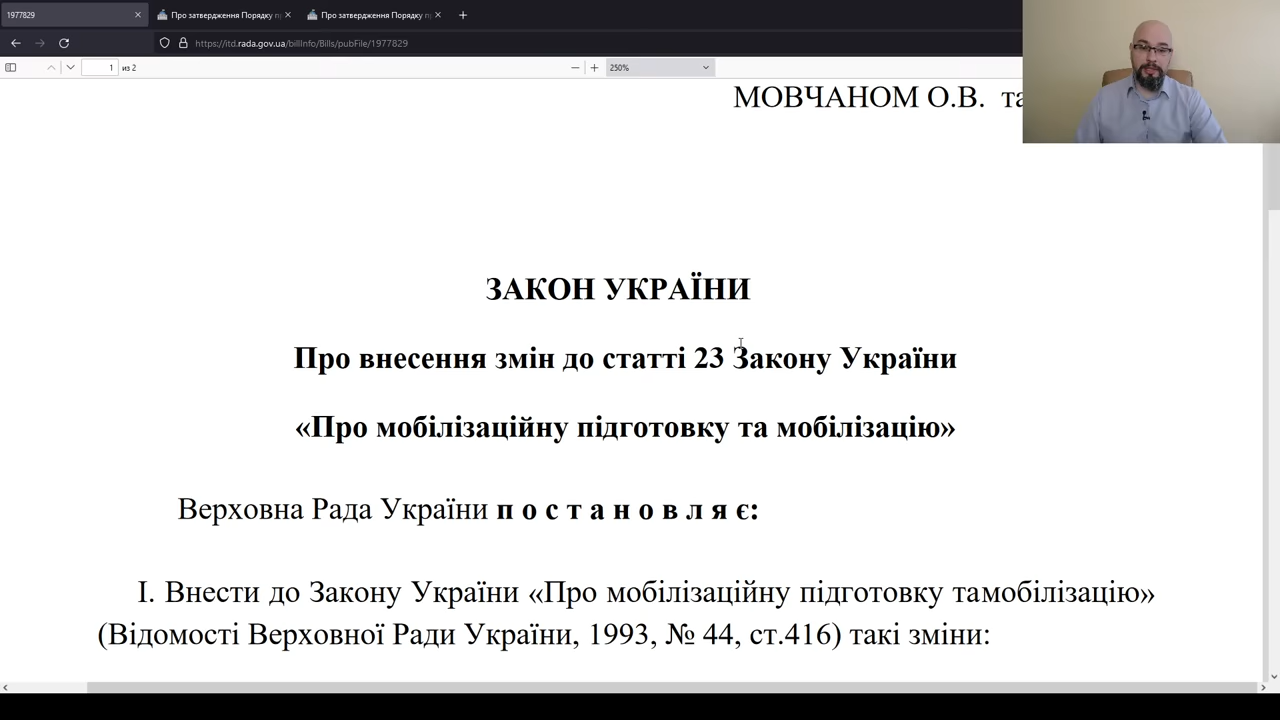 1977829
Про затвердження Порядку п
Про затвердження Порядку п
https://itd.rada.gov.ua/billInfo/Bills/pubFile/1977829
1 из 2
250%
МОВЧАНОМ О.В. та
ЗАКОН УКРАЇНИ
Про внесення змін до статті 23 Закону України
«Про мобілізаційну підготовку та мобілізацію»
Верховна Рада України п о с т а н о в л я є:
І. Внести до Закону України «Про мобілізаційну підготовку тамобілізацію»
(Відомості Верховної Ради України, 1993, № 44, ст.416) такі зміни: